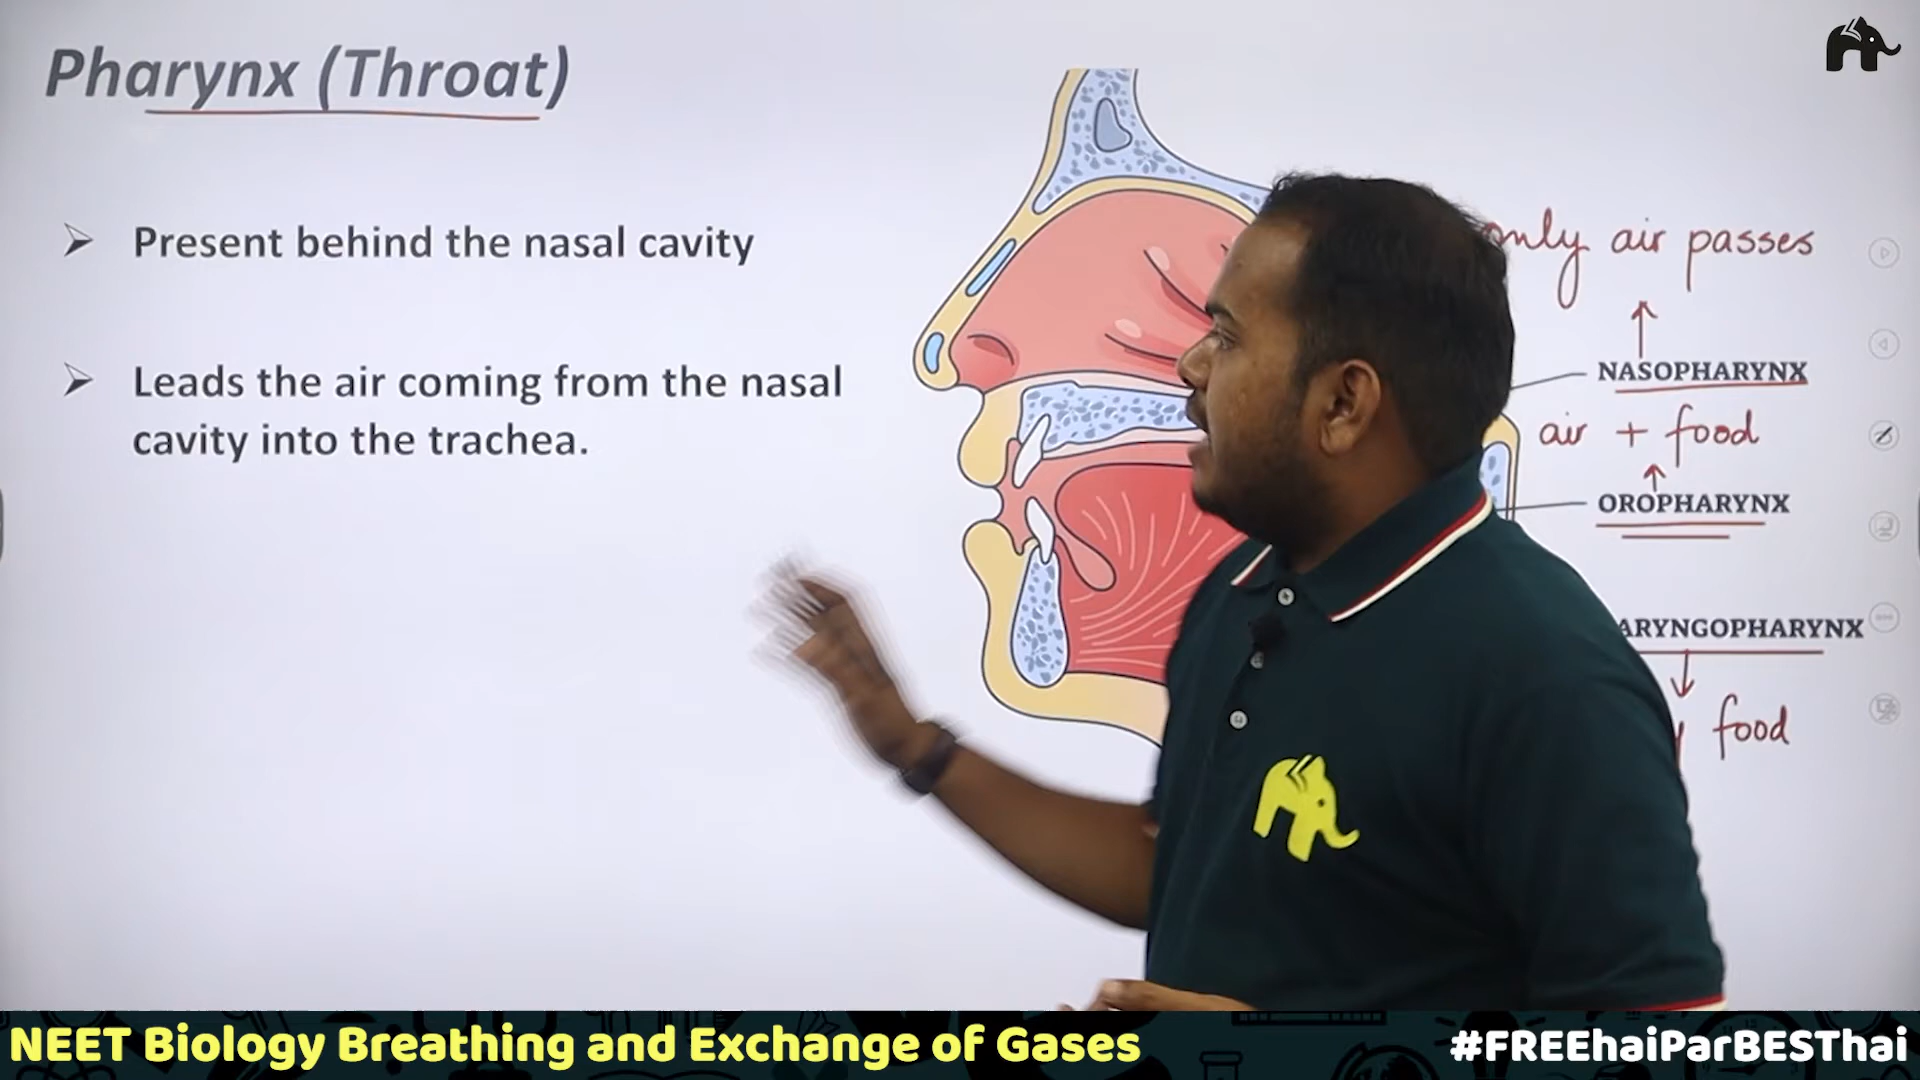 Pharynx (Throat)
Present behind the nasal cavity
Leads the air coming from the nasal
cavity into the trachea.
only air passes
NASOPHARYNX
air + food
OROPHARYNX
ARYNGOPHARYNX
food
NEET Biology Breathing and Exchange of Gases
#FREEhaiParBESThai